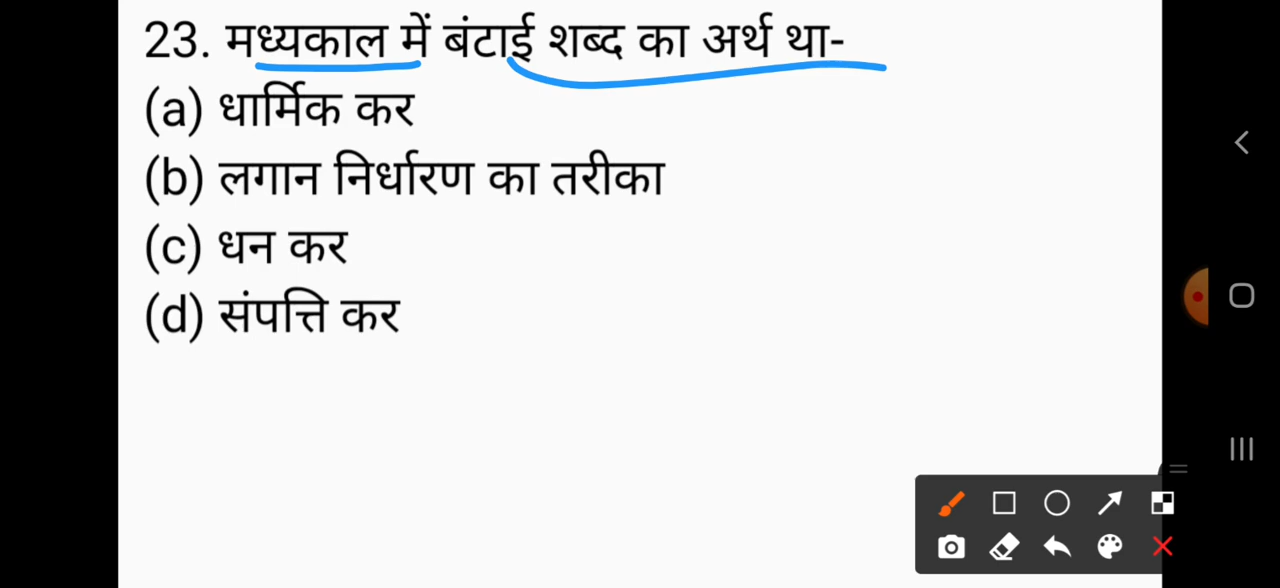 23. मध्यकाल में बंटाई शब्द का अर्थ था-
(a) धार्मिक कर
(b) लगान निर्धारण का तरीका
(c) धन कर
(d) संपत्ति कर